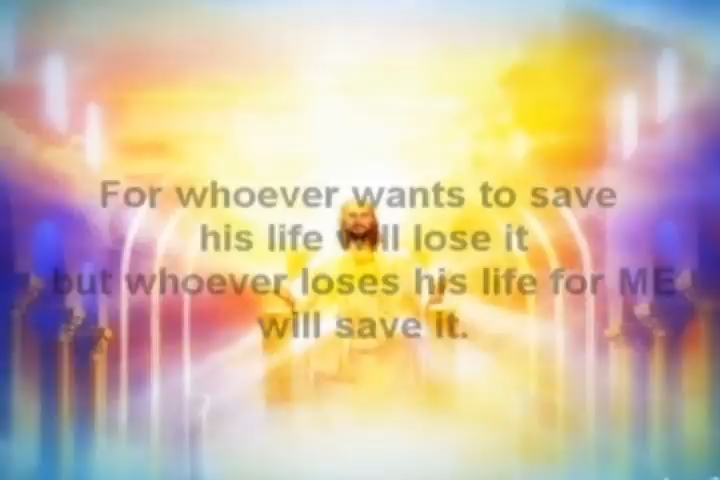 For whoever wants to save
his life will lose it
but whoever loses his life for ME
will save it.